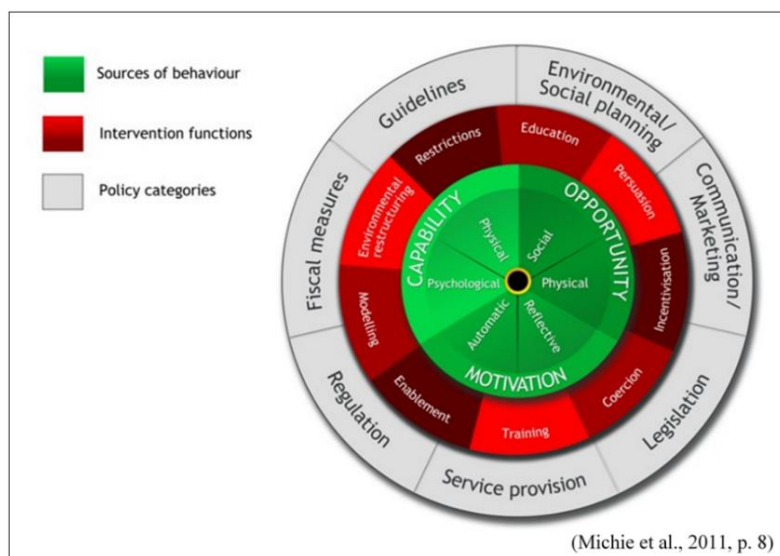 Sources of behaviour
Intervention functions
Policy categories
Guidelines
Environmental/
Social planning
Communication/
Marketing
Legislation
Service provision
Regulation
Fiscal measures
Restrictions
Education
Persuasion
Incentivisation
Coercion
Training
Enablement
Modelling
Environmental
restructuring
CAPABILITY
Physical
Psychological
OPPORTUNITY
Social
Physical
MOTIVATION
Automatic
Reflective
(Michie et al., 2011, p. 8)